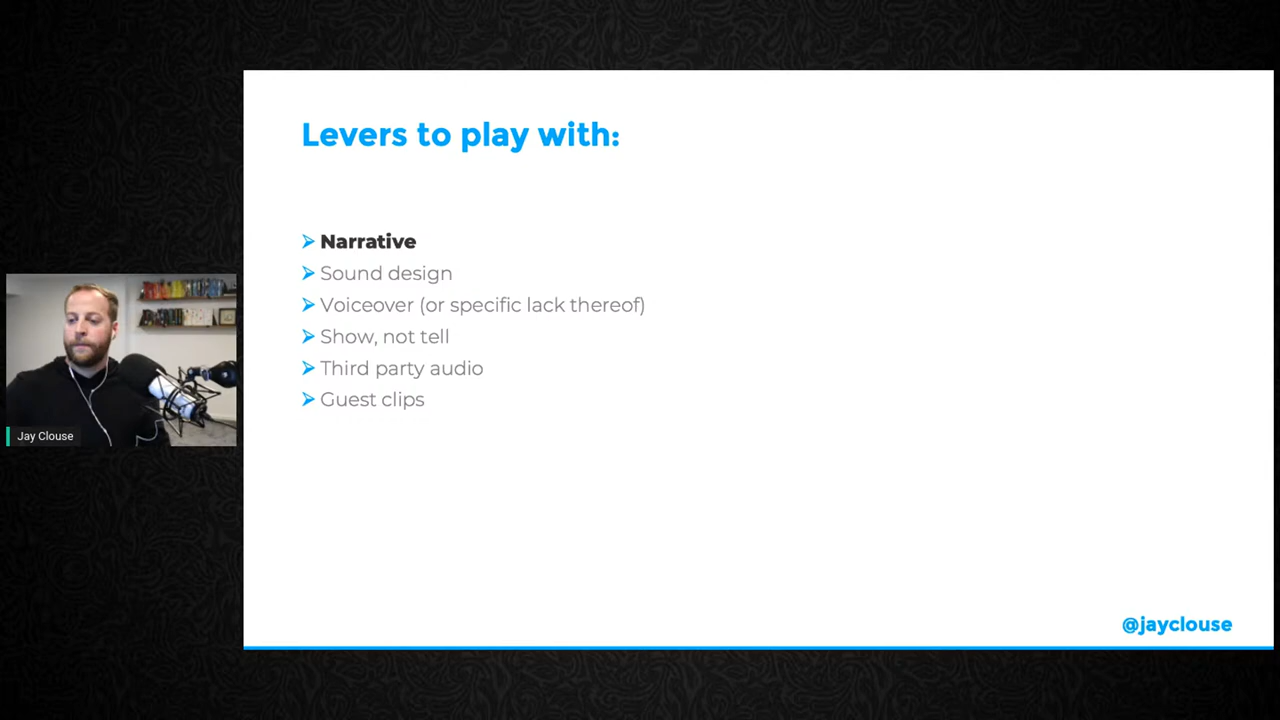 Levers to play with:
Narrative
Sound design
Voiceover (or specific lack thereof)
Show, not tell
Third party audio
Guest clips
Jay Clouse
@jayclouse